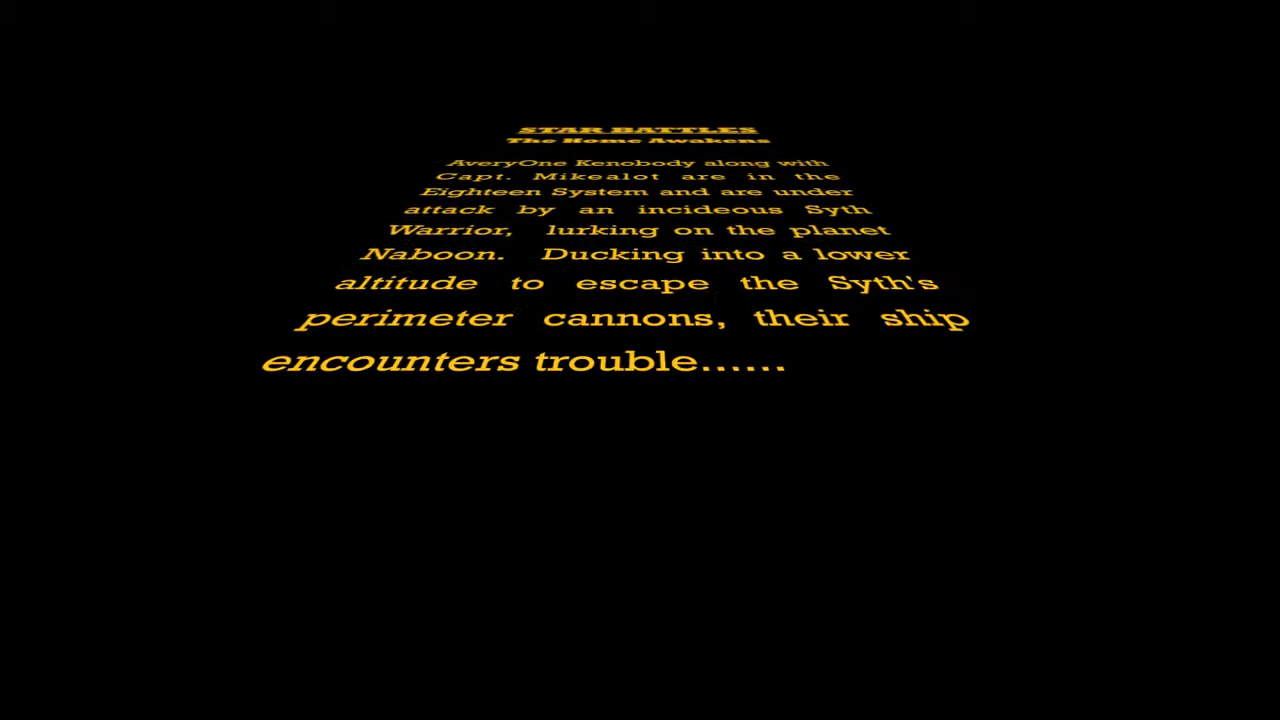 STAR BATTLES
The Home Awakens
AveryOne Kenobody along with
Capt. Mikealot are in the
Eighteen System and are under
attack by an incideous Syth
Warrior, lurking on the planet
Naboon. Ducking into a lower
altitude to escape the Syth's
perimeter cannons, their ship
encounters trouble......